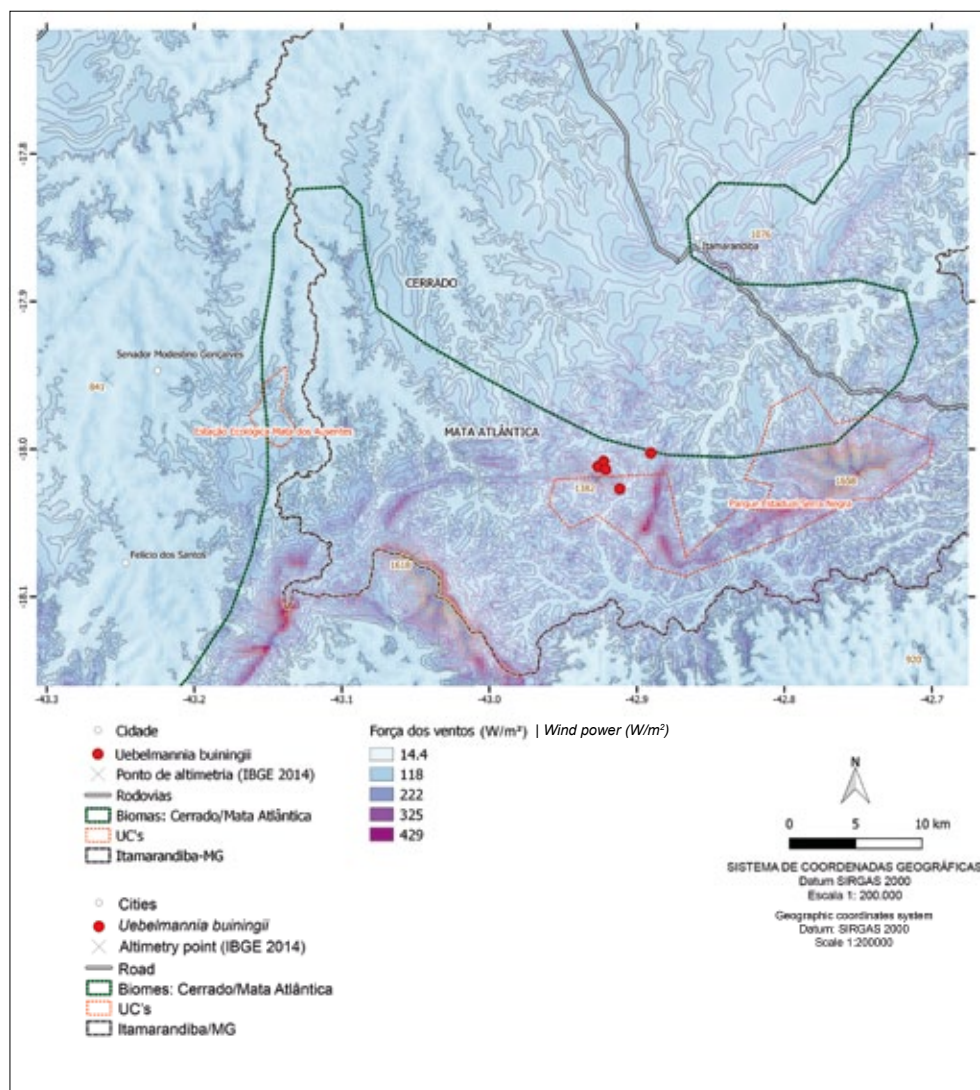 -17.8
-17.9
-18.0
-18.1
1076
Itamarandiba
CERRADO
Senador Modestino Gonçalves
841
Estação Ecológica Mata dos Ausentes
MATA ATLÂNTICA
1382
1658
Parque Estadual Serra Negra
Felício dos Santos
1618
920
-43.3
-43.2
-43.1
-43.0
-42.9
-42.8
-42.7
Cidade
Uebelmannia buiningii
Ponto de altimetria (IBGE 2014)
Rodovias
Biomas: Cerrado/Mata Atlântica
UC's
Itamarandiba-MG
Força dos ventos (W/m²) | Wind power (W/m²)
14.4
118
222
325
429
N
0 5 10 km
SISTEMA DE COORDENADAS GEOGRÁFICAS
Datum SIRGAS 2000
Escala 1: 200.000
Geographic coordinates system
Datum: SIRGAS 2000
Scale 1:200000
Cities
Uebelmannia buiningii
Altimetry point (IBGE 2014)
Road
Biomes: Cerrado/Mata Atlântica
UC's
Itamarandiba/MG